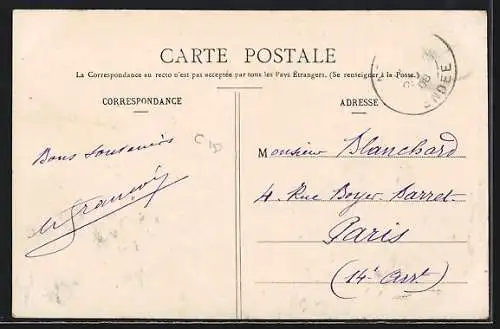 CARTE POSTALE
La Correspondance au recto n'est pas acceptée par tous les Pays Étrangers. (Se renseigner à la Poste.)
CORRESPONDANCE
Bons souvenirs
ADRESSE
Monsieur Blanchard
4. Rue Boyer Barret.
Paris
(14e Arrt)